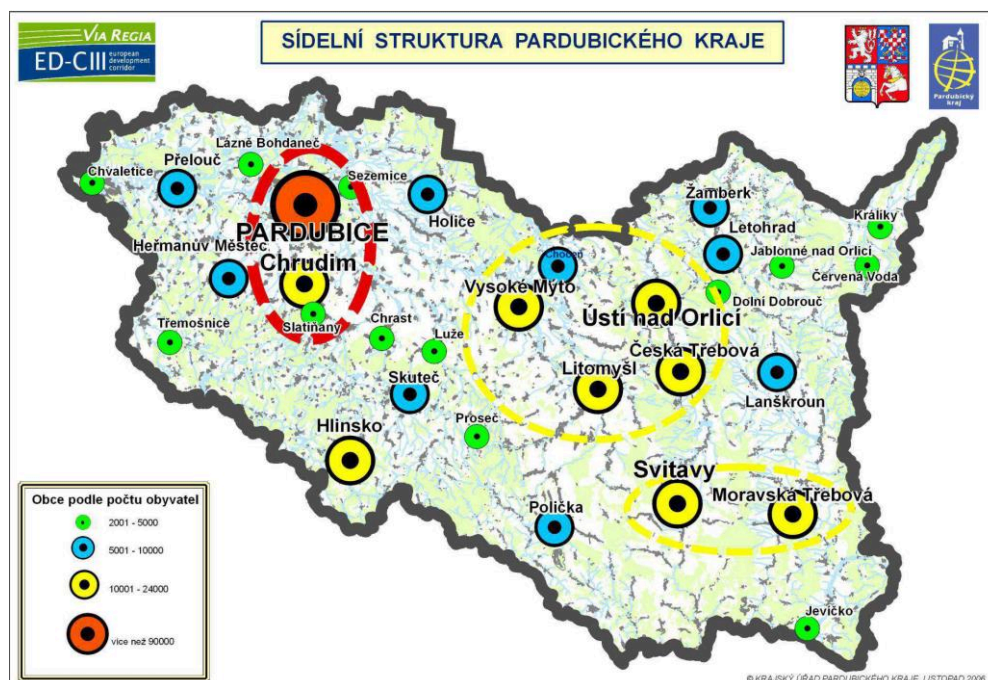 VIA REGIA
ED-CIII european development corridor
SÍDELNÍ STRUKTURA PARDUBICKÉHO KRAJE
Pardubický kraj
Lázně Bohdaneč
Chvaletice
Přelouč
Sezemice
Holice
Žamberk
Králíky
PARDUBICE
Letohrad
Heřmanův Městec
Chrudim
Choceň
Jablonné nad Orlicí
Červená Voda
Vysoké Mýto
Dolní Dobrouč
Ústí nad Orlicí
Třemošnice
Slatiňany
Chrast
Luže
Česká Třebová
Litomyšl
Skuteč
Lanškroun
Hlinsko
Proseč
Svitavy
Moravská Třebová
Polička
Jevíčko
Obce podle počtu obyvatel
2001 - 5000
5001 - 10000
10001 - 24000
více než 90000
© KRAJSKÝ ÚŘAD PARDUBICKÉHO KRAJE, LISTOPAD 2006